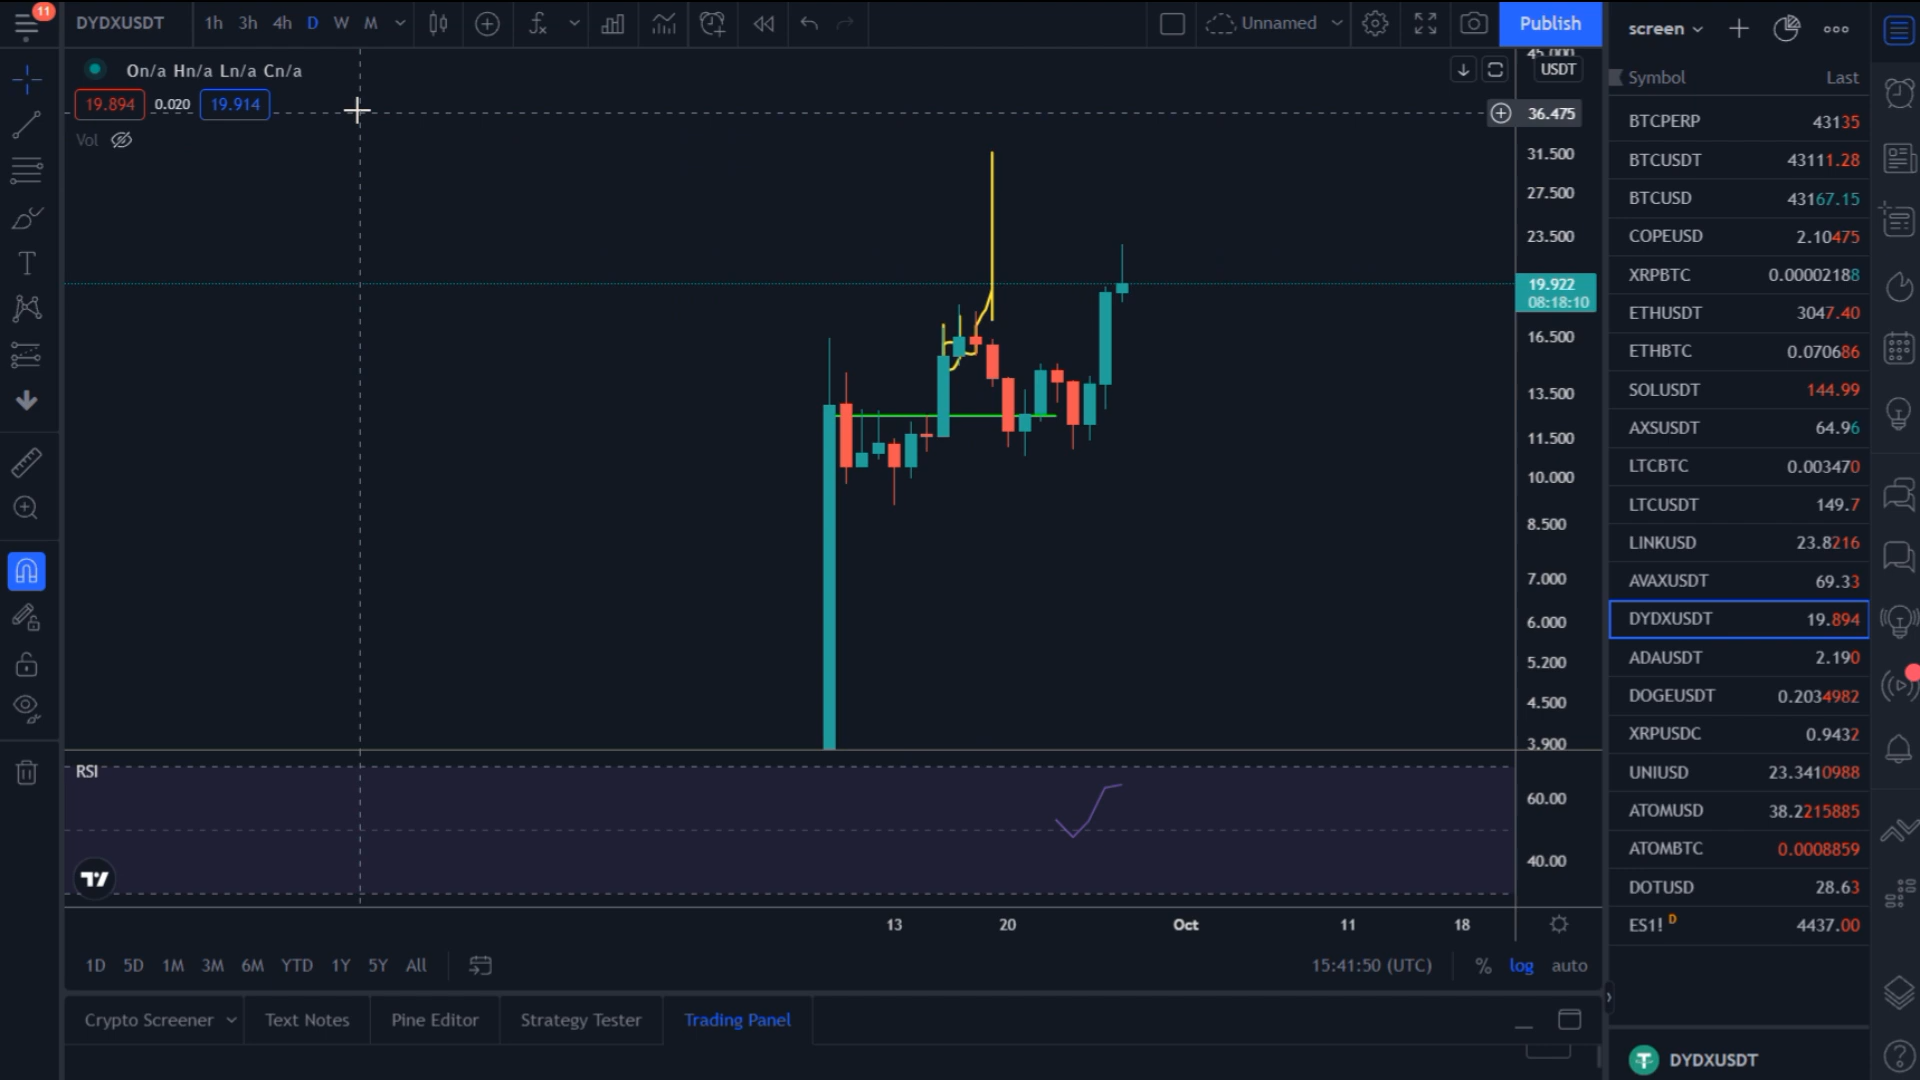 11
DYDXUSDT 1h 3h 4h D W M Unnamed Publish
On/a Hn/a Ln/a Cn/a
19.894 0.020 19.914
Vol
45.000
USDT
36.475
31.500
27.500
23.500
19.922
08:18:10
16.500
13.500
11.500
10.000
8.500
7.000
6.000
5.200
4.500
3.900
RSI
60.00
40.00
13 20 Oct 11 18
1D 5D 1M 3M 6M YTD 1Y 5Y All 15:41:50 (UTC) % log auto
Crypto Screener Text Notes Pine Editor Strategy Tester Trading Panel
screen
Symbol Last
BTCPERP 43135
BTCUSDT 43111.28
BTCUSD 43167.15
COPEUSD 2.10475
XRPBTC 0.00002188
ETHUSDT 3047.40
ETHBTC 0.070686
SOLUSDT 144.99
AXSUSDT 64.96
LTCBTC 0.003470
LTCUSDT 149.7
LINKUSD 23.8216
AVAXUSDT 69.33
DYDXUSDT 19.894
ADAUSDT 2.190
DOGEUSDT 0.2034982
XRPUSDC 0.9432
UNIUSD 23.3410988
ATOMUSD 38.2215885
ATOMBTC 0.0008859
DOTUSD 28.63
ES1! D 4437.00
DYDXUSDT